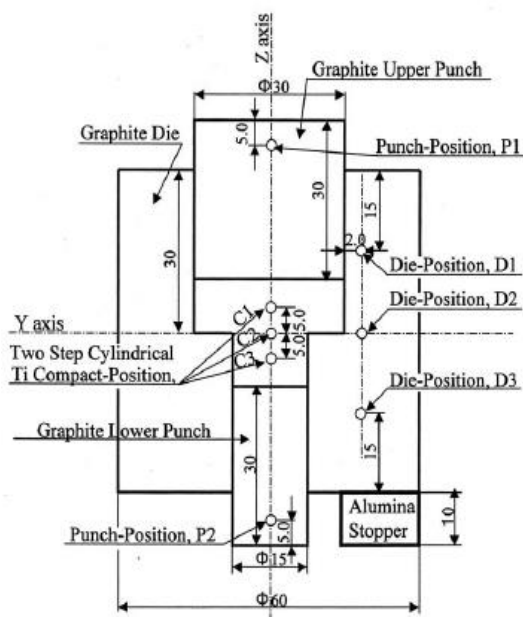 Z axis
Φ30
Graphite Upper Punch
Graphite Die
5.0
Punch-Position, P1
30
15
2.0
30
Die-Position, D1
C1
5.0
Die-Position, D2
Y axis
C2
5.0
Two Step Cylindrical
Ti Compact-Position,
C3
Die-Position, D3
Graphite Lower Punch
30
15
Alumina
Stopper
10
Punch-Position, P2
5.0
Φ15
Φ60